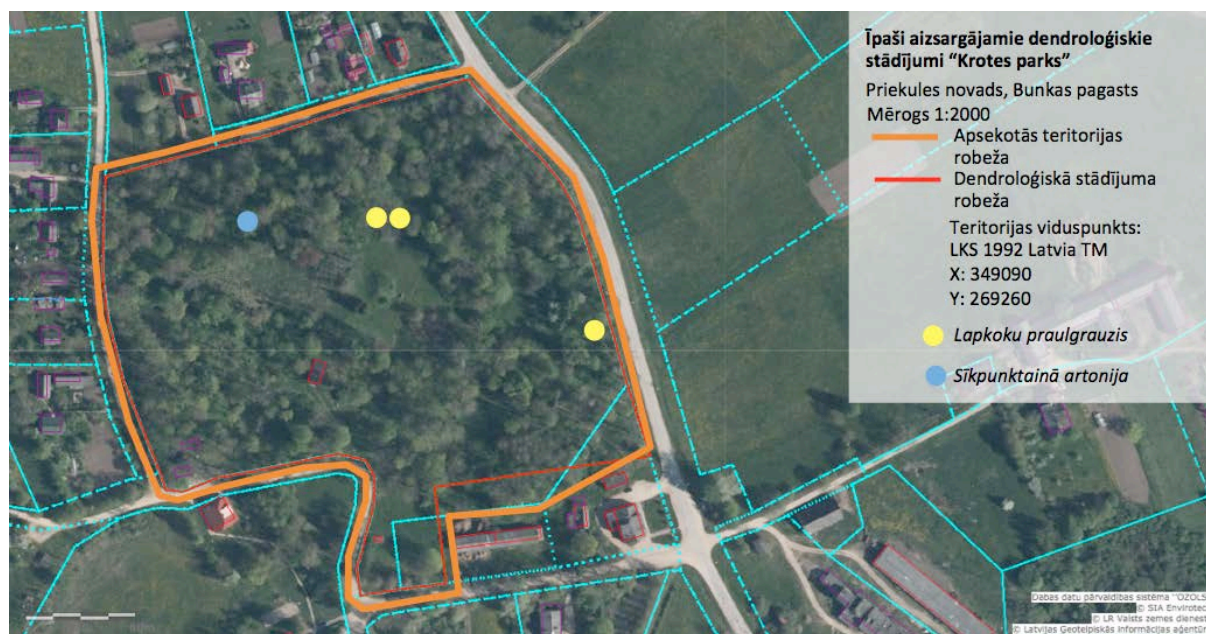 Īpaši aizsargājamie dendroloģiskie
stādījumi “Krotes parks”
Priekules novads, Bunkas pagasts
Mērogs 1:2000
Apsekotās teritorijas
robeža
Dendroloģiskā stādījuma
robeža
Teritorijas viduspunkts:
LKS 1992 Latvia TM
X: 349090
Y: 269260
Lapkoku praulgrauzis
Sīkpunktainā artonija
Dabas datu pārvaldības sistēma "OZOLS
© SIA Envirotec
© LR Valsts zemes dienest
© Latvijas Ģeotelpiskās informācijas aģentūr